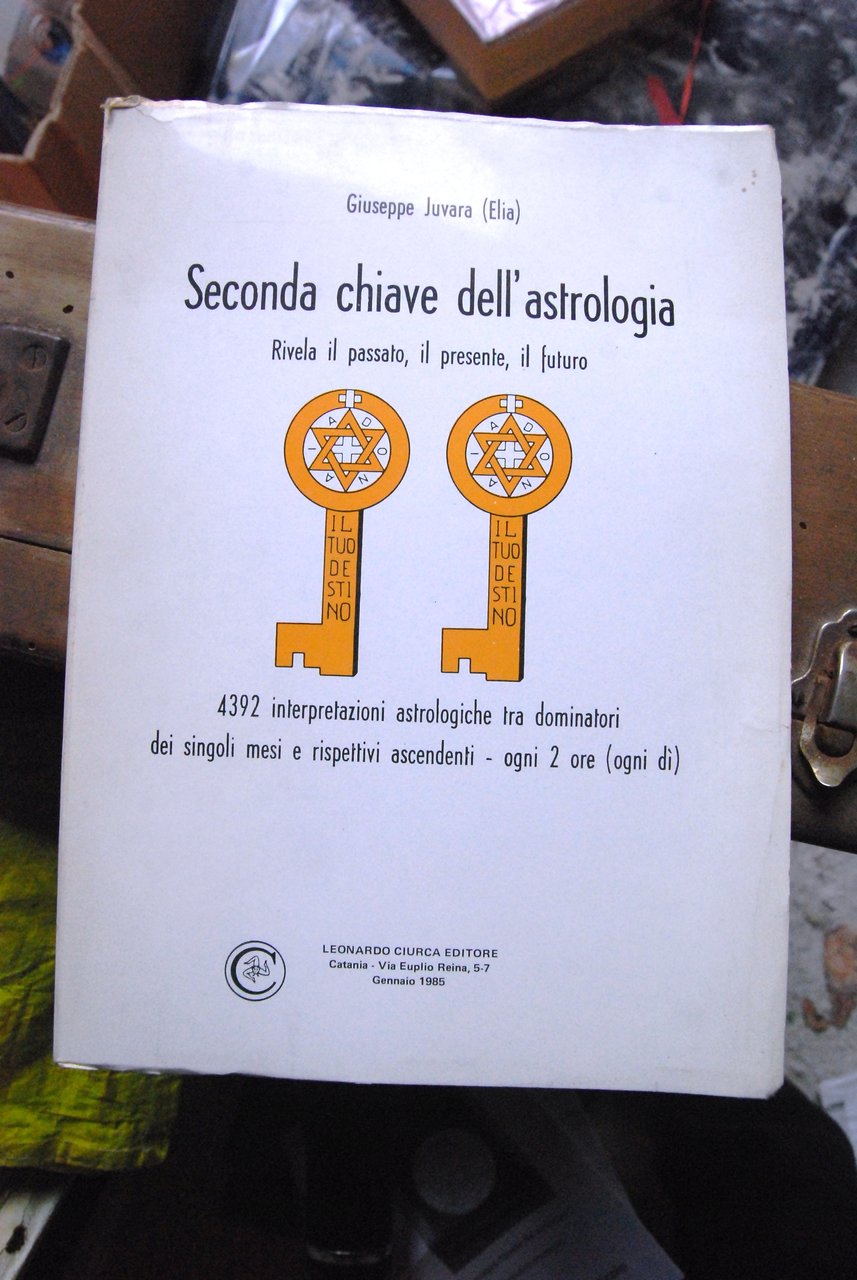 Giuseppe Juvara (Elia)
Seconda chiave dell'astrologia
Rivela il passato, il presente, il futuro
ADONAI
ADONAI
IL
TUO
DE
STI
NO
IL
TUO
DE
STI
NO
4392 interpretazioni astrologiche tra dominatori
dei singoli mesi e rispettivi ascendenti - ogni 2 ore (ogni dì)
C
LEONARDO CIURCA EDITORE
Catania - Via Euplio Reina, 5-7
Gennaio 1985